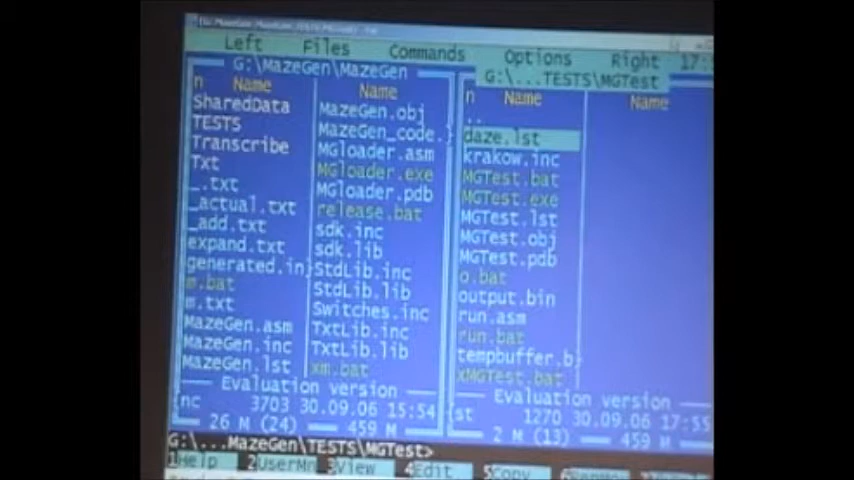 Left Files Commands Options Right 17:5
G:\MazeGen\MazeGen
G:\...TESTS\MGTest
n Name Name
SharedData MazeGen.obj
TESTS MazeGen_code.}
Transcribe MGloader.asm
Txt MGloader.exe
_.txt MGloader.pdb
_actual.txt release.bat
_add.txt sdk.inc
expand.txt sdk.lib
generated.in} StdLib.inc
m.bat StdLib.lib
m.txt Switches.inc
MazeGen.asm TxtLib.inc
MazeGen.inc TxtLib.lib
MazeGen.lst xm.bat
Evaluation version
{nc 3703 30.09.06 15:54
26 M (24) 459 M
n Name Name
..
daze.lst
krakow.inc
MGTest.bat
MGTest.exe
MGTest.lst
MGTest.obj
MGTest.pdb
o.bat
output.bin
run.asm
run.bat
tempbuffer.b}
xMGTest.bat
Evaluation version
{st 1270 30.09.06 17:55
2 M (13) 459 M
G:\...MazeGen\TESTS\MGTest>
1Help 2UserMn 3View 4Edit 5Copy